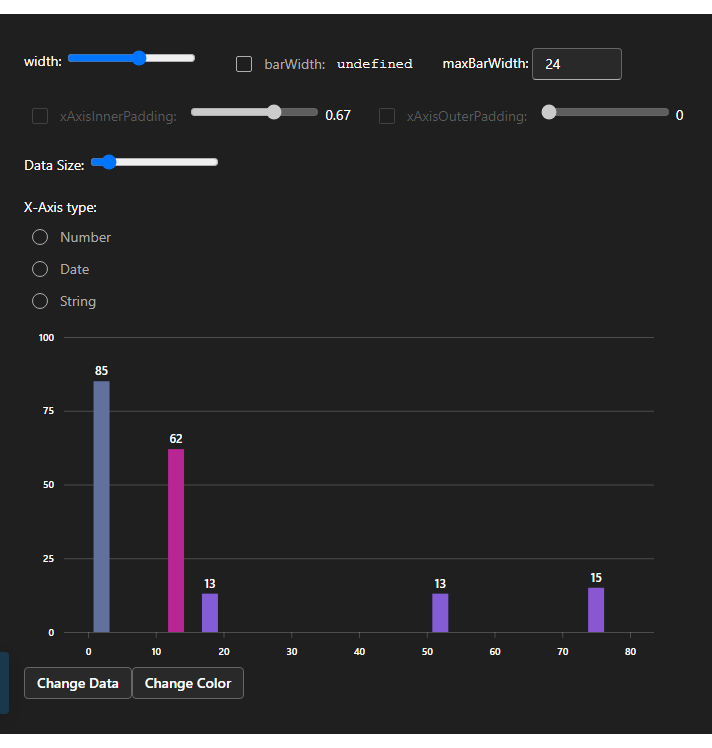 width: barWidth: undefined maxBarWidth: 24
xAxisInnerPadding: 0.67 xAxisOuterPadding: 0
Data Size:
X-Axis type:
Number
Date
String
100
85
75
62
50
25
13 13 15
0
0 10 20 30 40 50 60 70 80
Change Data Change Color